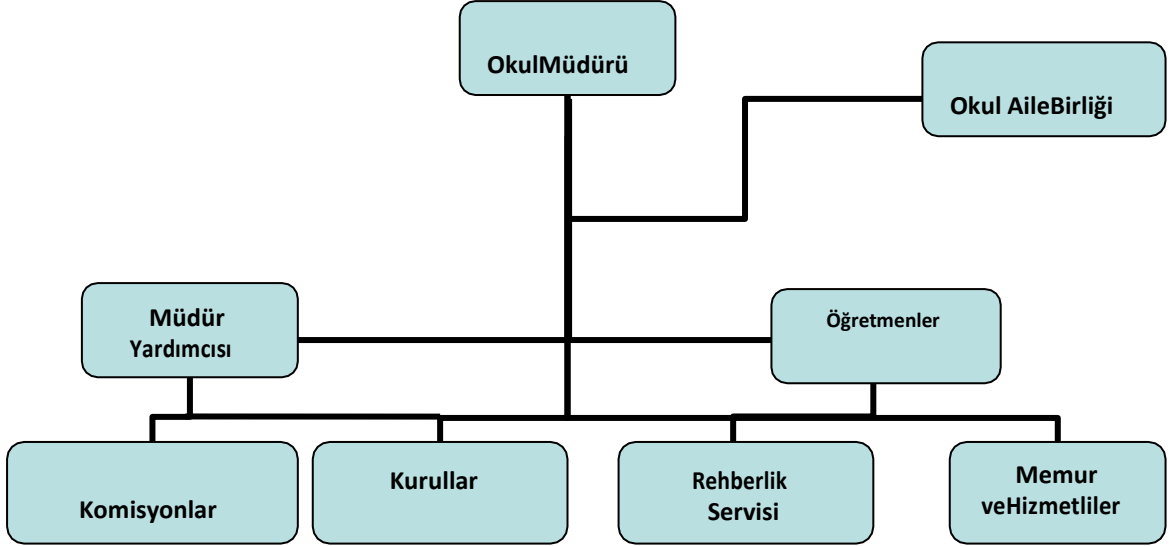 OkulMüdürü
Okul AileBirliği
Müdür
Yardımcısı
Öğretmenler
Komisyonlar
Kurullar
Rehberlik
Servisi
Memur
veHizmetliler